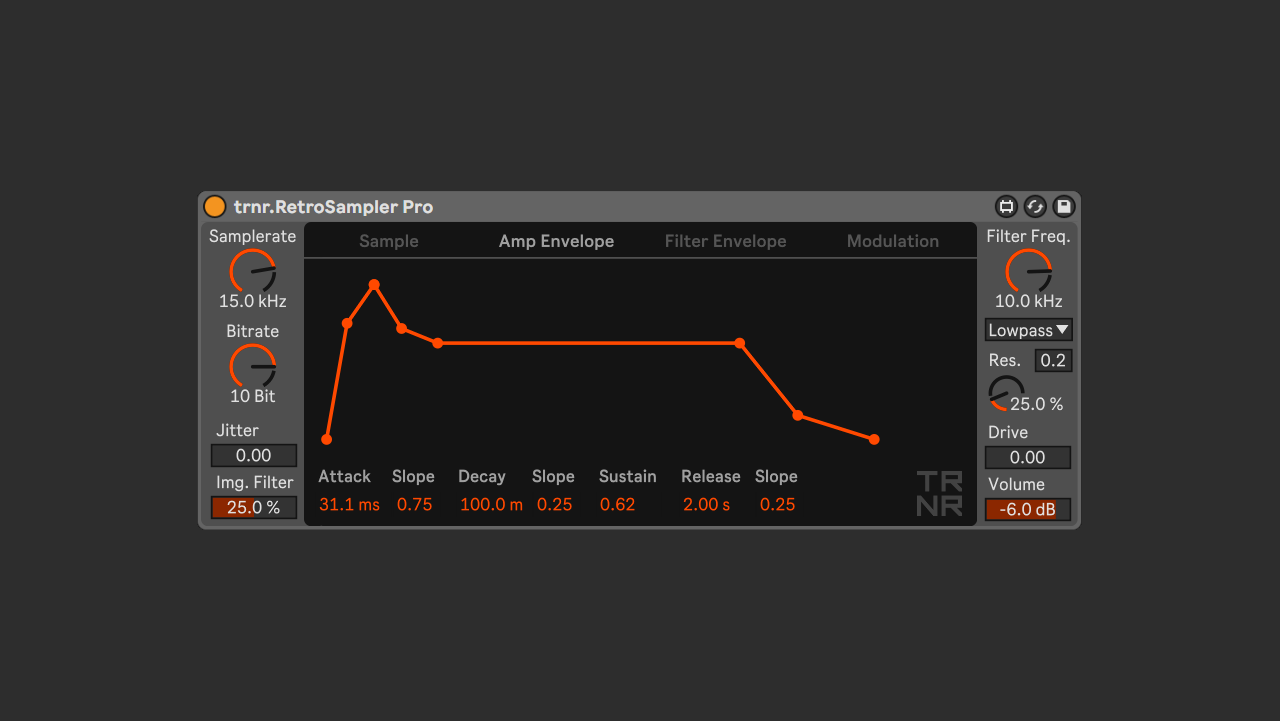 trnr.RetroSampler Pro
Samplerate
15.0 kHz
Bitrate
10 Bit
Jitter
0.00
Img. Filter
25.0 %
Sample Amp Envelope Filter Envelope Modulation
Attack Slope Decay Slope Sustain Release Slope
31.1 ms 0.75 100.0 m 0.25 0.62 2.00 s 0.25
TR
NR
Filter Freq.
10.0 kHz
Lowpass
Res. 0.2
25.0 %
Drive
0.00
Volume
-6.0 dB